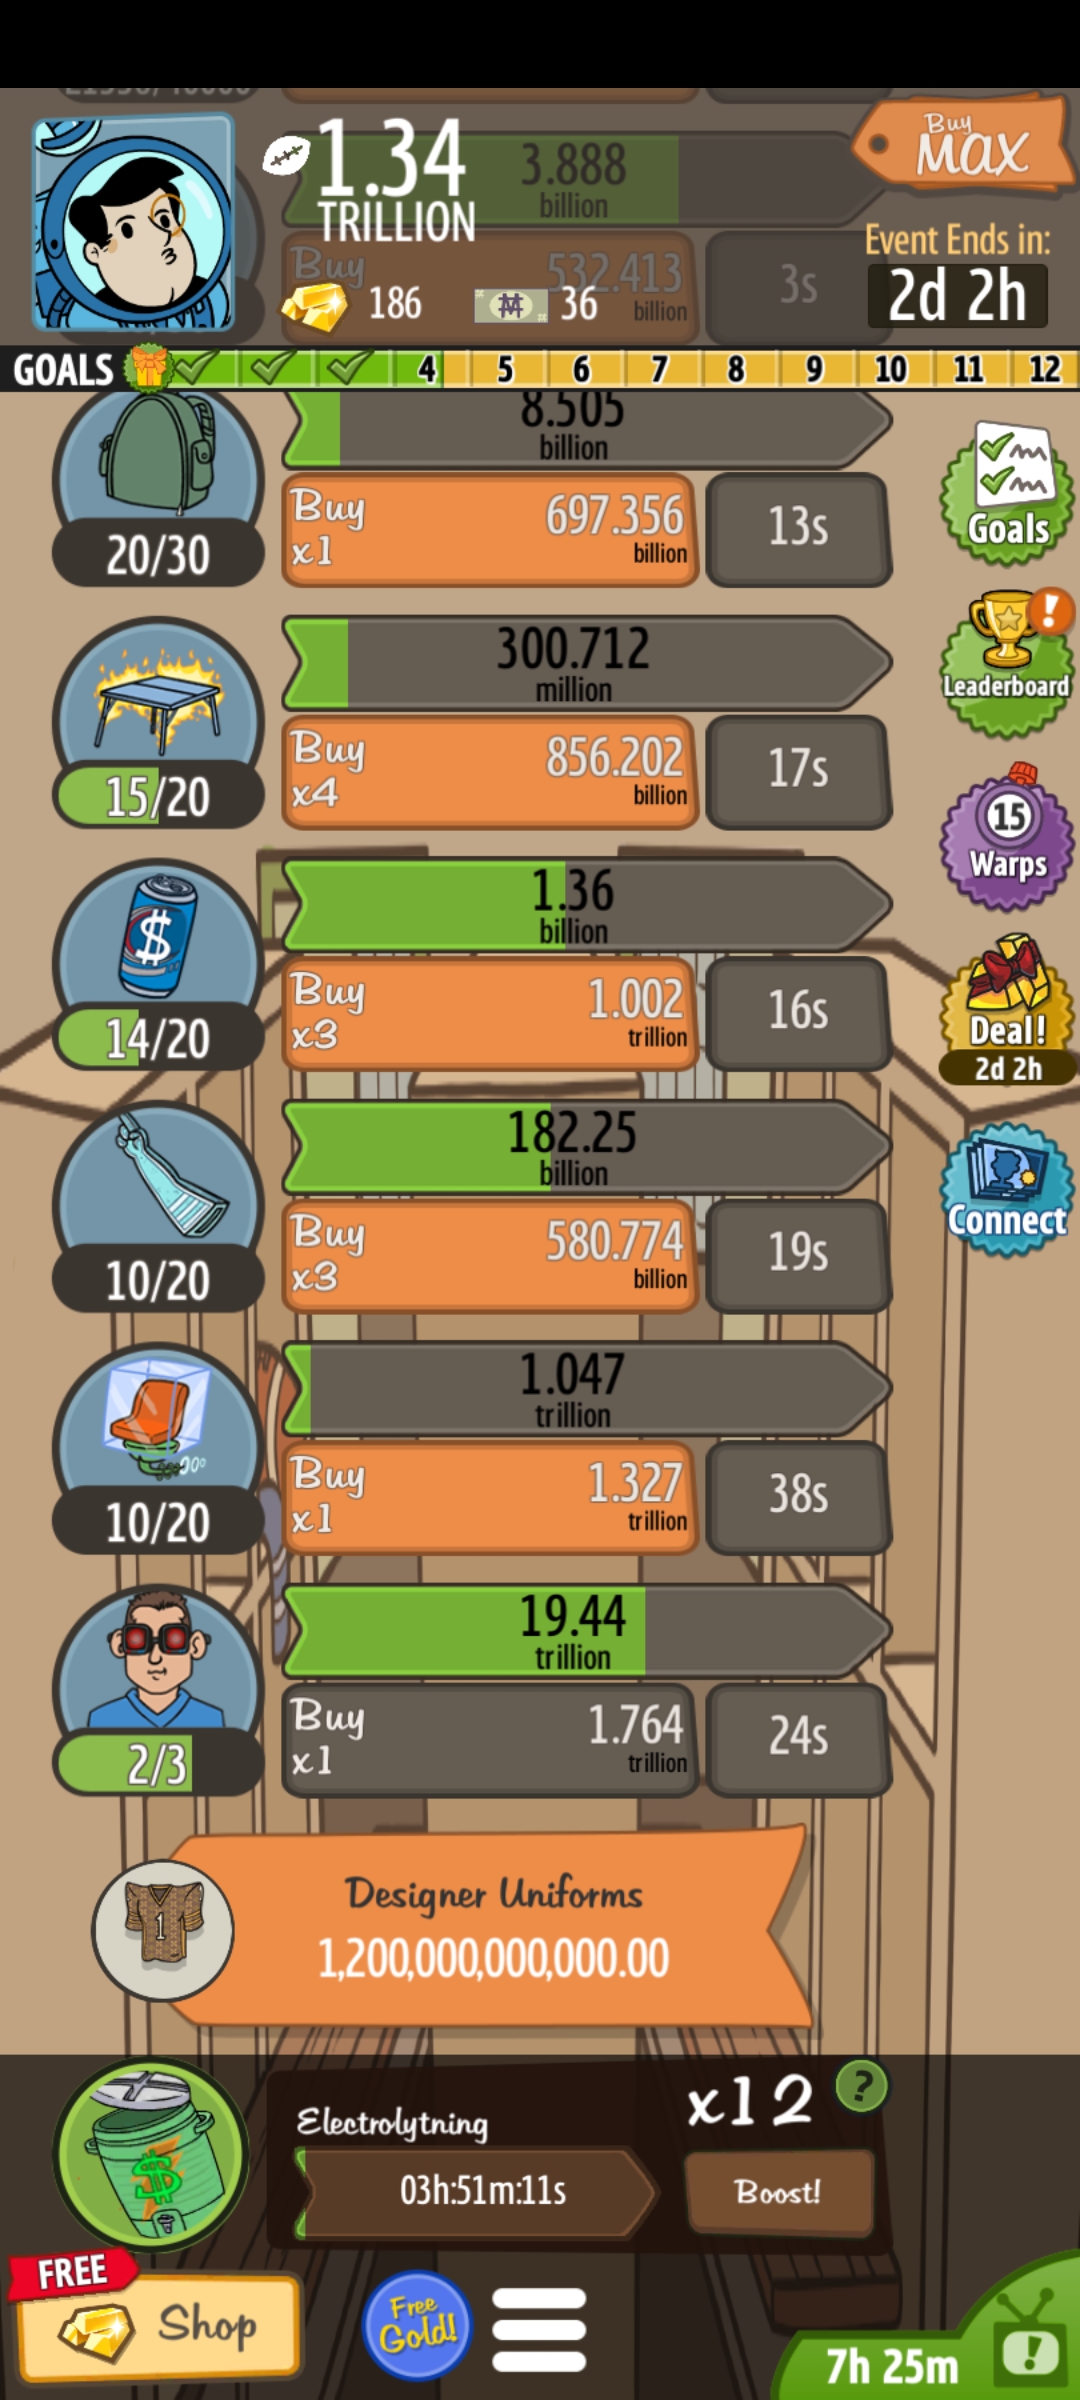 1.34
TRILLION
3.888
billion
Buy
MAX
Buy
532.413
billion
3s
186
36
Event Ends in:
2d 2h
GOALS
4 5 6 7 8 9 10 11 12
8.505
billion
Buy
x1
697.356
billion
13s
20/30
Goals
300.712
million
Buy
x4
856.202
billion
17s
15/20
Leaderboard
15
Warps
1.36
billion
Buy
x3
1.002
trillion
16s
14/20
Deal!
2d 2h
182.25
billion
Buy
x3
580.774
billion
19s
10/20
Connect
1.047
trillion
Buy
x1
1.327
trillion
38s
10/20
19.44
trillion
Buy
x1
1.764
trillion
24s
2/3
1
Designer Uniforms
1,200,000,000,000.00
Electrolytning
x12
?
03h:51m:11s
Boost!
FREE
Shop
Free
Gold!
7h 25m